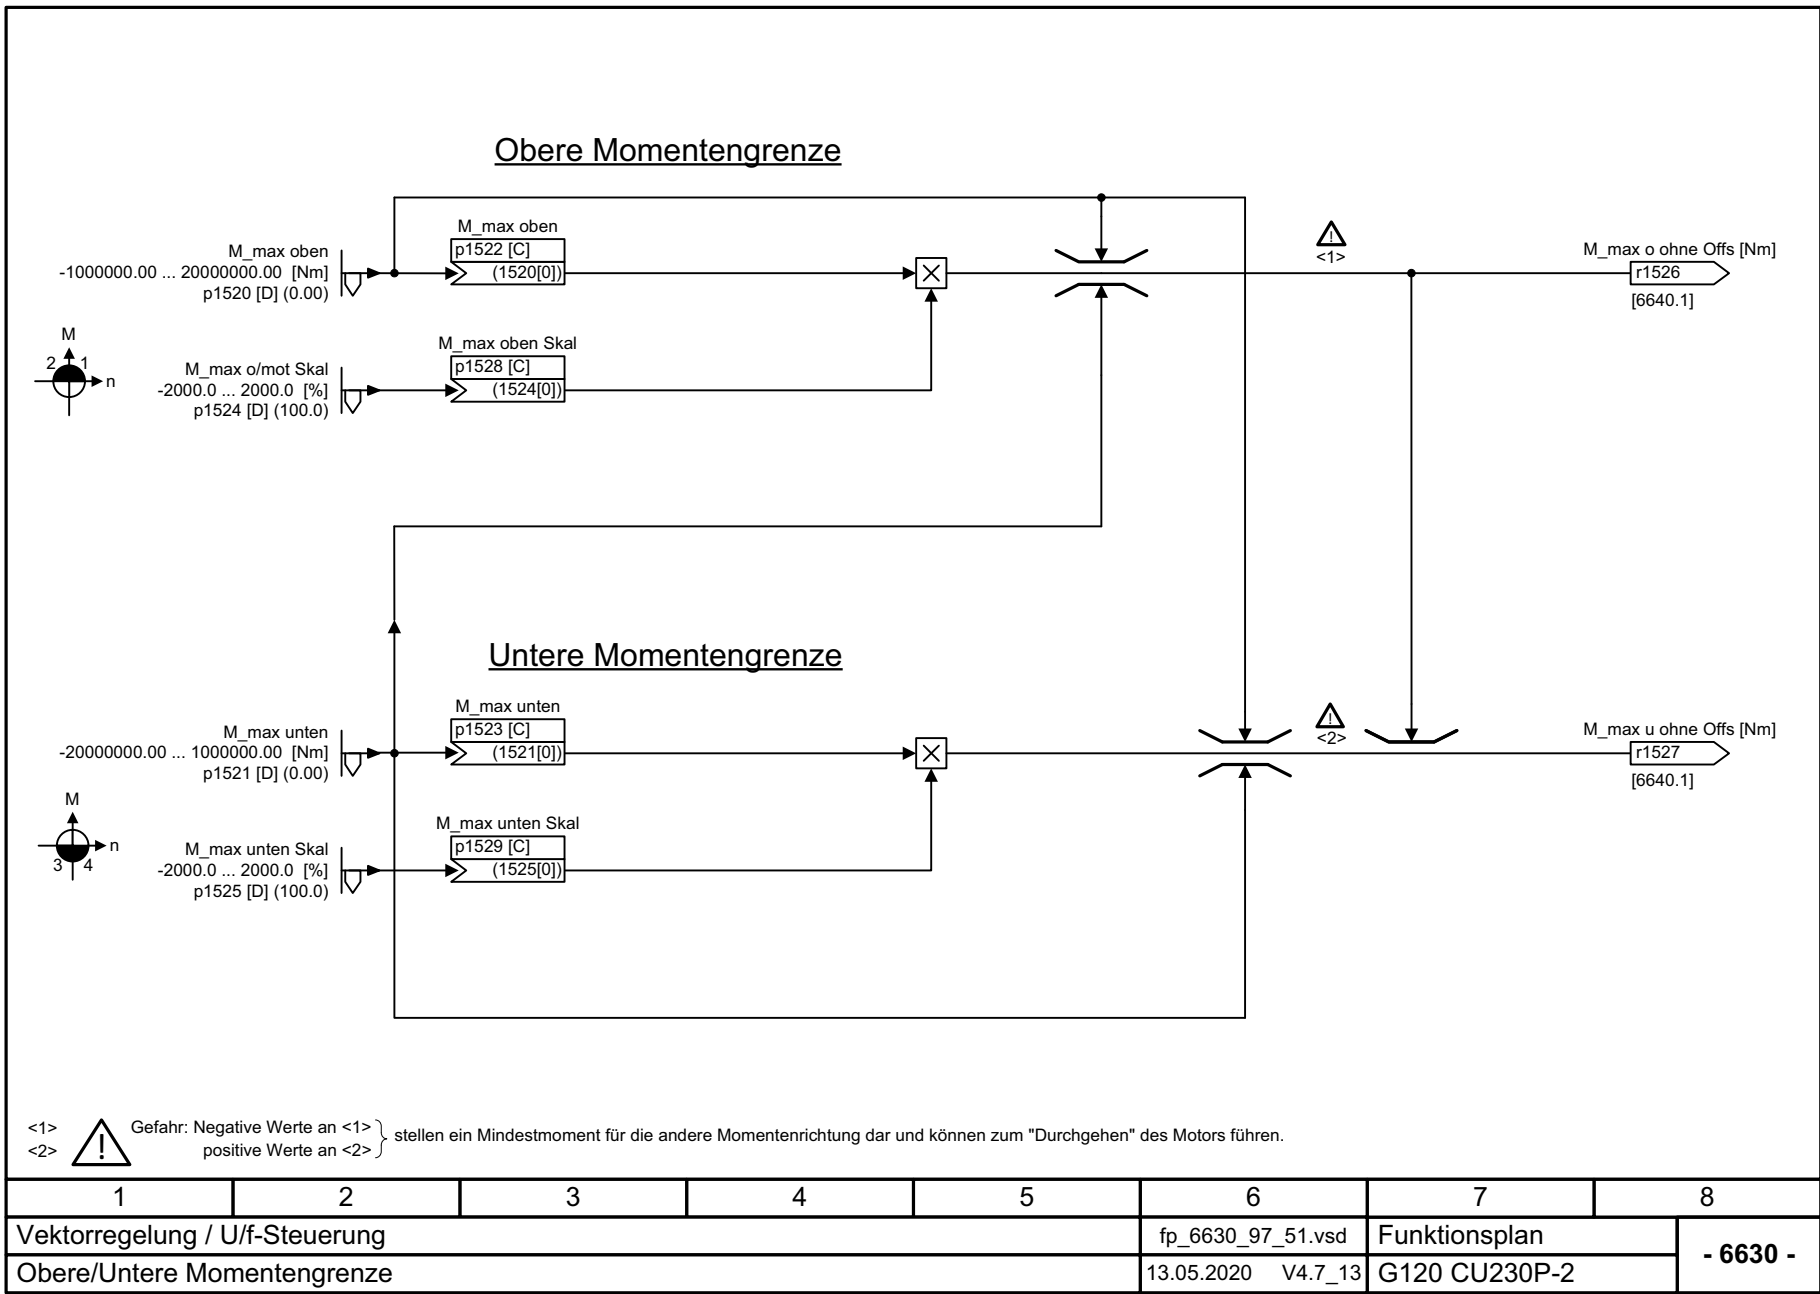 Obere Momentengrenze
M_max oben
-1000000.00 ... 20000000.00 [Nm]
p1520 [D] (0.00)
M_max oben
p1522 [C]
(1520[0])
<1>
M_max o ohne Offs [Nm]
r1526
[6640.1]
M
2 1
n
M_max o/mot Skal
-2000.0 ... 2000.0 [%]
p1524 [D] (100.0)
M_max oben Skal
p1528 [C]
(1524[0])
Untere Momentengrenze
M_max unten
-20000000.00 ... 1000000.00 [Nm]
p1521 [D] (0.00)
M_max unten
p1523 [C]
(1521[0])
<2>
M_max u ohne Offs [Nm]
r1527
[6640.1]
M
n
3 4
M_max unten Skal
-2000.0 ... 2000.0 [%]
p1525 [D] (100.0)
M_max unten Skal
p1529 [C]
(1525[0])
<1>
<2>
Gefahr: Negative Werte an <1>
positive Werte an <2>
stellen ein Mindestmoment für die andere Momentenrichtung dar und können zum "Durchgehen" des Motors führen.
1 2 3 4 5 6 7 8
Vektorregelung / U/f-Steuerung
fp_6630_97_51.vsd
Funktionsplan
- 6630 -
Obere/Untere Momentengrenze
13.05.2020 V4.7_13
G120 CU230P-2